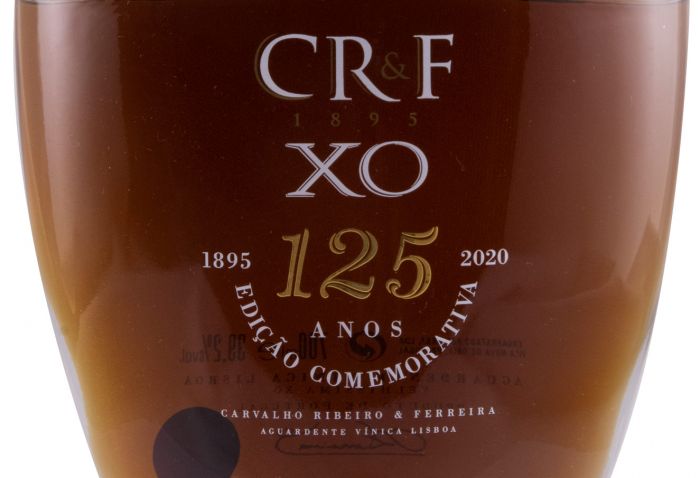 CR&F
1895
XO
1895 125 2020
ANOS
EDIÇÃO COMEMORATIVA
CARVALHO RIBEIRO & FERREIRA
AGUARDENTE VÍNICA LISBOA